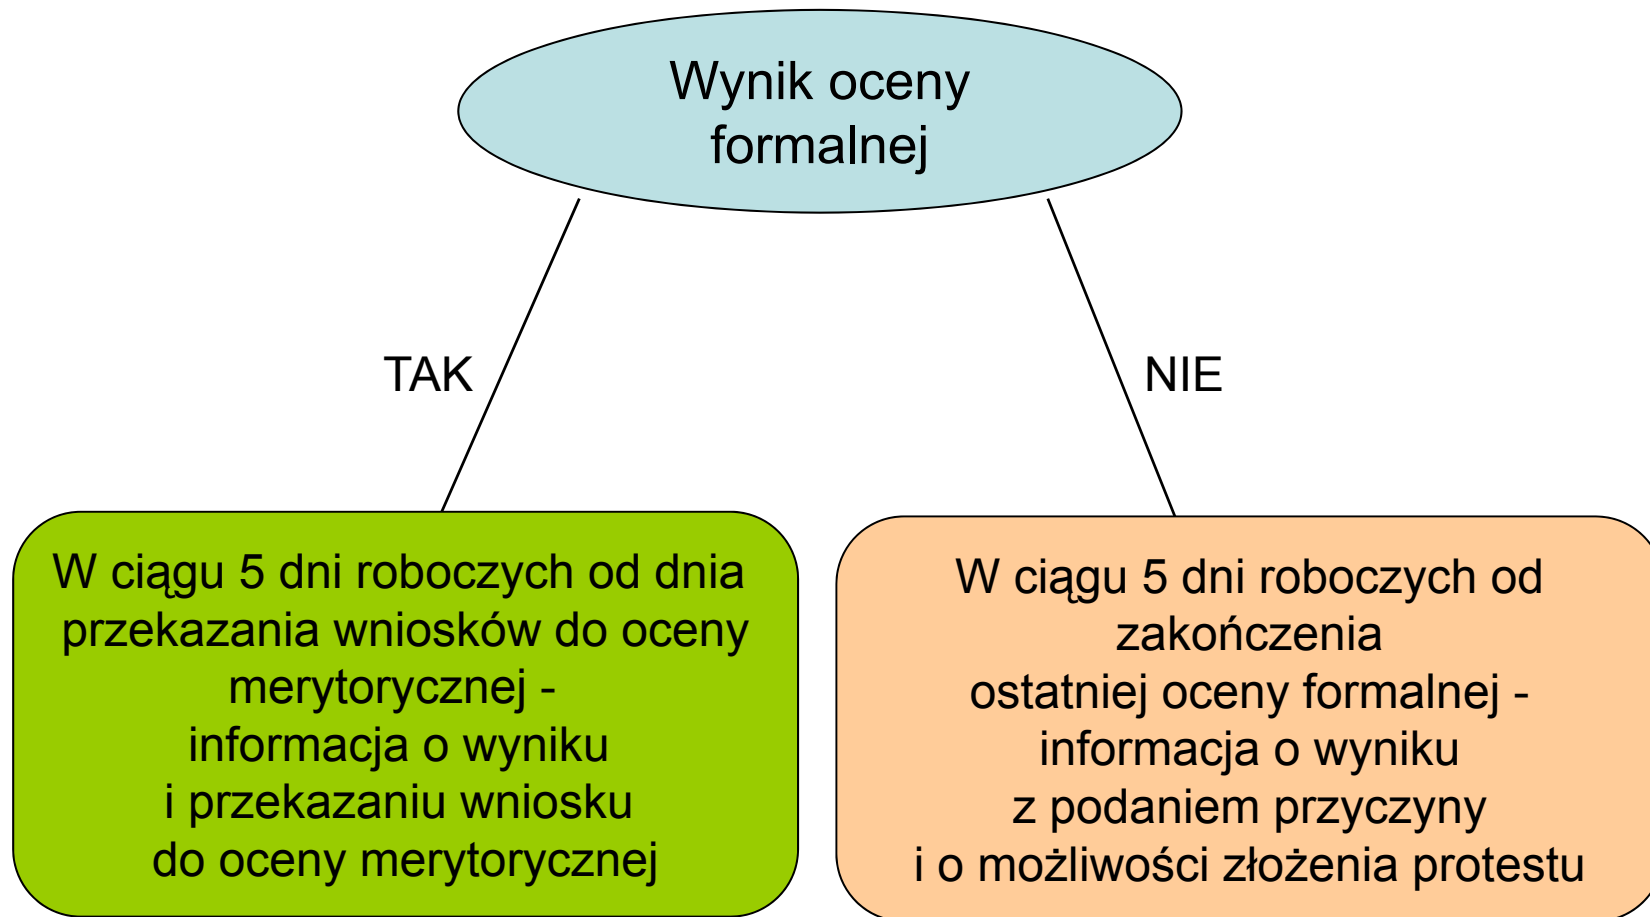 Wynik oceny
formalnej
TAK
NIE
W ciągu 5 dni roboczych od dnia
przekazania wniosków do oceny
merytorycznej -
informacja o wyniku
i przekazaniu wniosku
do oceny merytorycznej
W ciągu 5 dni roboczych od
zakończenia
ostatniej oceny formalnej -
informacja o wyniku
z podaniem przyczyny
i o możliwości złożenia protestu